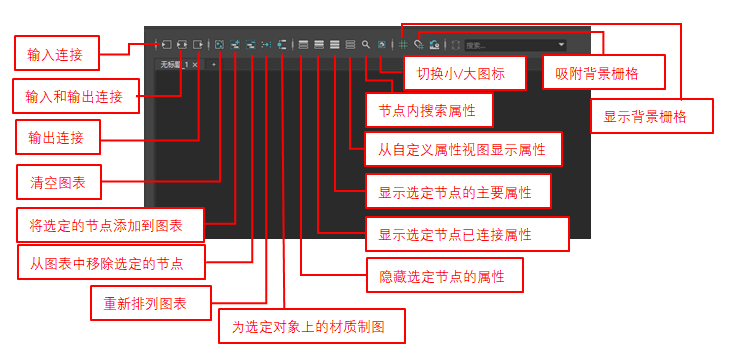 搜索...
无标题_1 × +
输入连接
输入和输出连接
输出连接
清空图表
将选定的节点添加到图表
从图表中移除选定的节点
重新排列图表
为选定对象上的材质制图
切换小/大图标
吸附背景栅格
节点内搜索属性
显示背景栅格
从自定义属性视图显示属性
显示选定节点的主要属性
显示选定节点已连接属性
隐藏选定节点的属性